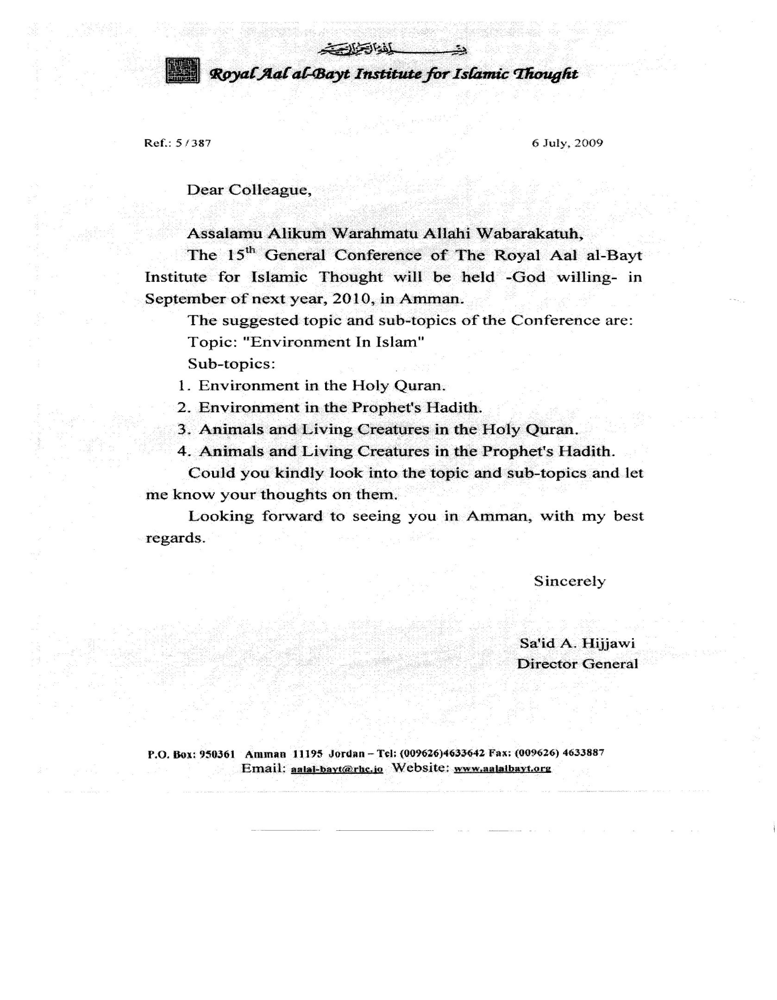 بسم الله الرحمن الرحيم
Royal Aal al-Bayt Institute for Islamic Thought
Ref.: 5 / 387 6 July, 2009
Dear Colleague,
Assalamu Alikum Warahmatu Allahi Wabarakatuh,
The 15th General Conference of The Royal Aal al-Bayt
Institute for Islamic Thought will be held -God willing- in
September of next year, 2010, in Amman.
The suggested topic and sub-topics of the Conference are:
Topic: "Environment In Islam"
Sub-topics:
1. Environment in the Holy Quran.
2. Environment in the Prophet's Hadith.
3. Animals and Living Creatures in the Holy Quran.
4. Animals and Living Creatures in the Prophet's Hadith.
Could you kindly look into the topic and sub-topics and let
me know your thoughts on them.
Looking forward to seeing you in Amman, with my best
regards.
Sincerely
Sa'id A. Hijjawi
Director General
P.O. Box: 950361 Amman 11195 Jordan – Tel: (009626)4633642 Fax: (009626) 4633887
Email: aalal-bayt@rhc.jo Website: www.aalalbayt.org